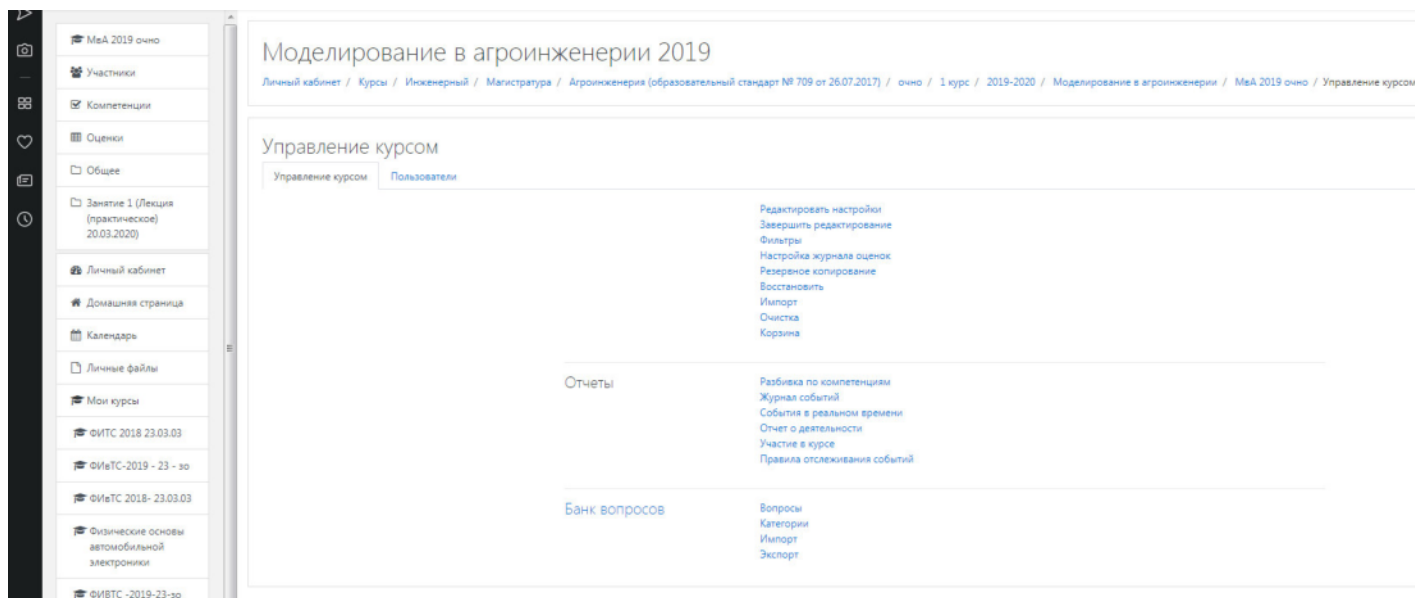 МвА 2019 очно
Участники
Компетенции
Оценки
Общее
Занятие 1 (Лекция
(практическое)
20.03.2020)
Личный кабинет
Домашняя страница
Календарь
Личные файлы
Мои курсы
ФИТС 2018 23.03.03
ФИвТС-2019 - 23 - зо
ФИвТС 2018- 23.03.03
Физические основы
автомобильной
электроники
ФИВТС -2019-23-зо
Моделирование в агроинженерии 2019
Личный кабинет / Курсы / Инженерный / Магистратура / Агроинженерия (образовательный стандарт № 709 от 26.07.2017) / очно / 1 курс / 2019-2020 / Моделирование в агроинженерии / МвА 2019 очно / Управление курсом
Управление курсом
Управление курсом Пользователи
Редактировать настройки
Завершить редактирование
Фильтры
Настройка журнала оценок
Резервное копирование
Восстановить
Импорт
Очистка
Корзина
Отчеты
Разбивка по компетенциям
Журнал событий
События в реальном времени
Отчет о деятельности
Участие в курсе
Правила отслеживания событий
Банк вопросов
Вопросы
Категории
Импорт
Экспорт